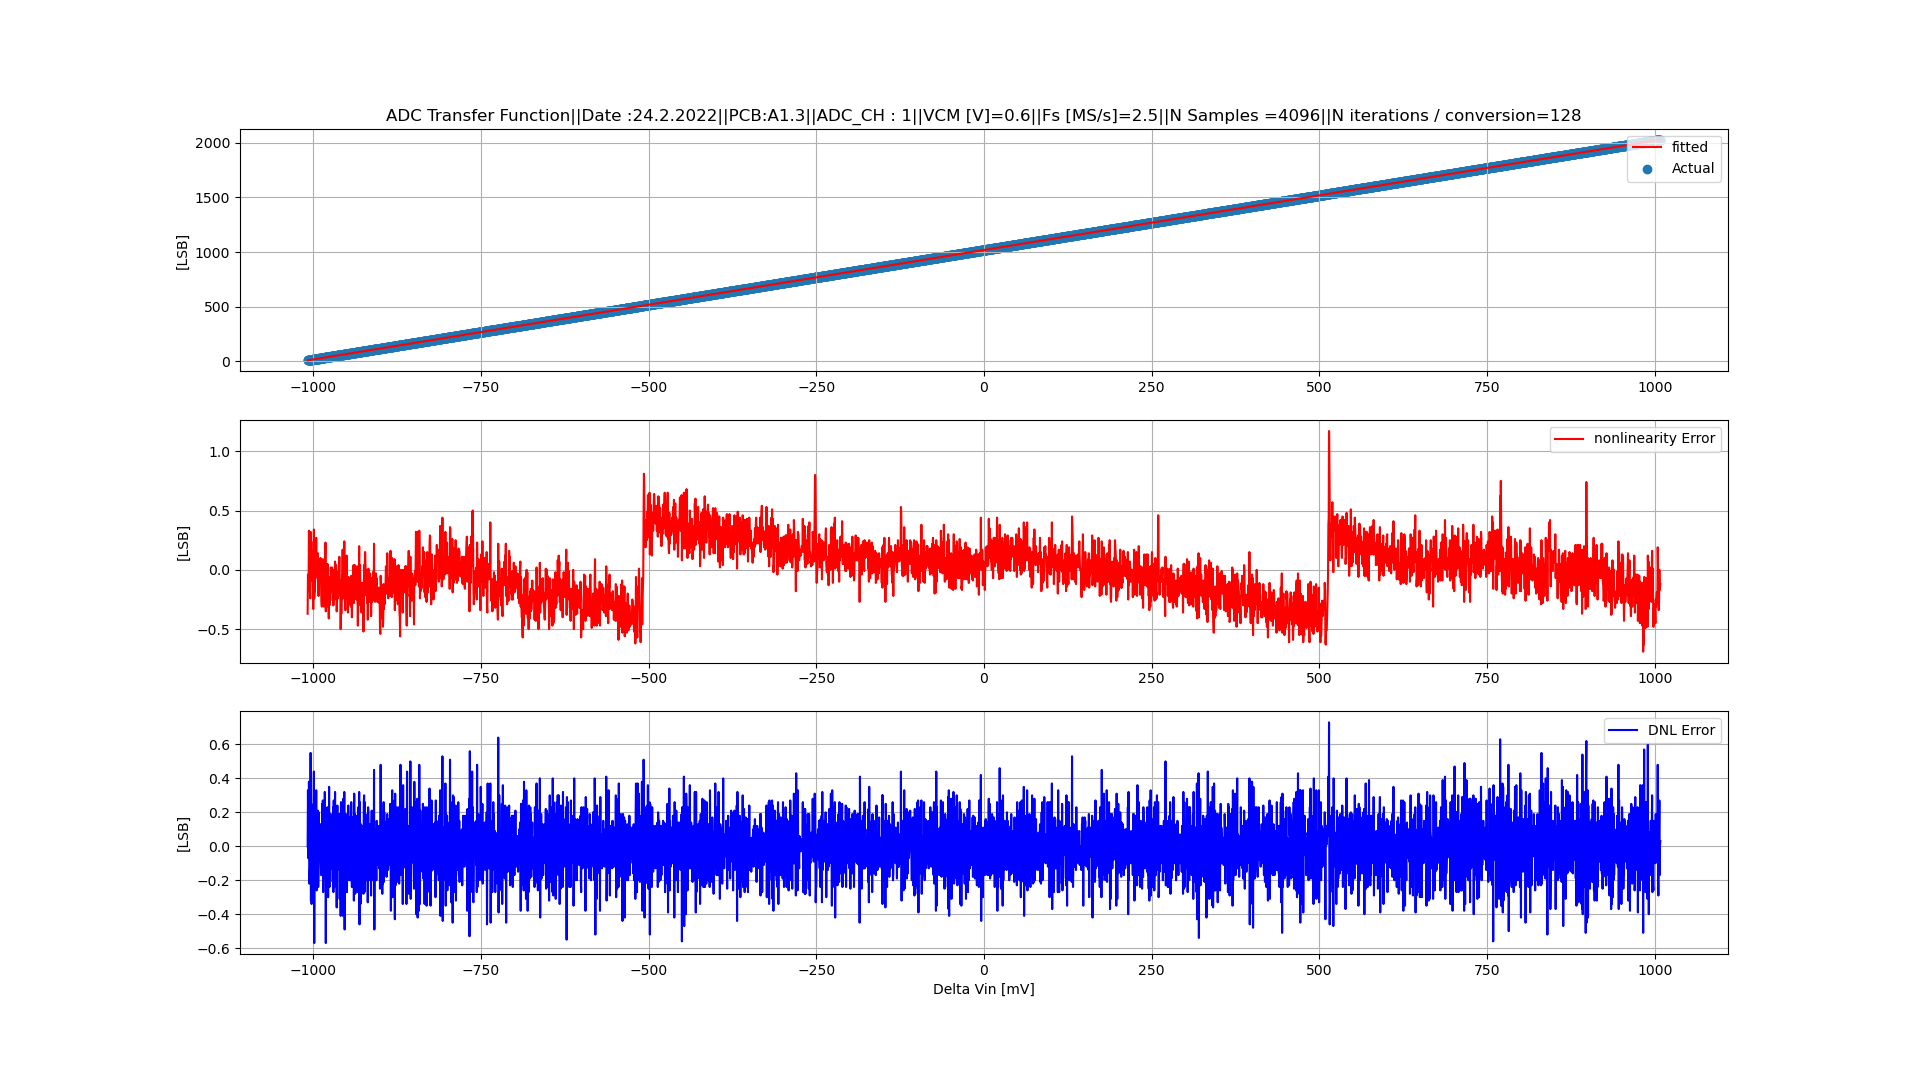 ADC Transfer Function||Date :24.2.2022||PCB:A1.3||ADC_CH : 1||VCM [V]=0.6||Fs [MS/s]=2.5||N Samples =4096||N iterations / conversion=128
2000
1500
1000
500
0
[LSB]
fitted
Actual
−1000 −750 −500 −250 0 250 500 750 1000
1.0
0.5
0.0
−0.5
[LSB]
nonlinearity Error
−1000 −750 −500 −250 0 250 500 750 1000
0.6
0.4
0.2
0.0
−0.2
−0.4
−0.6
[LSB]
DNL Error
−1000 −750 −500 −250 0 250 500 750 1000
Delta Vin [mV]